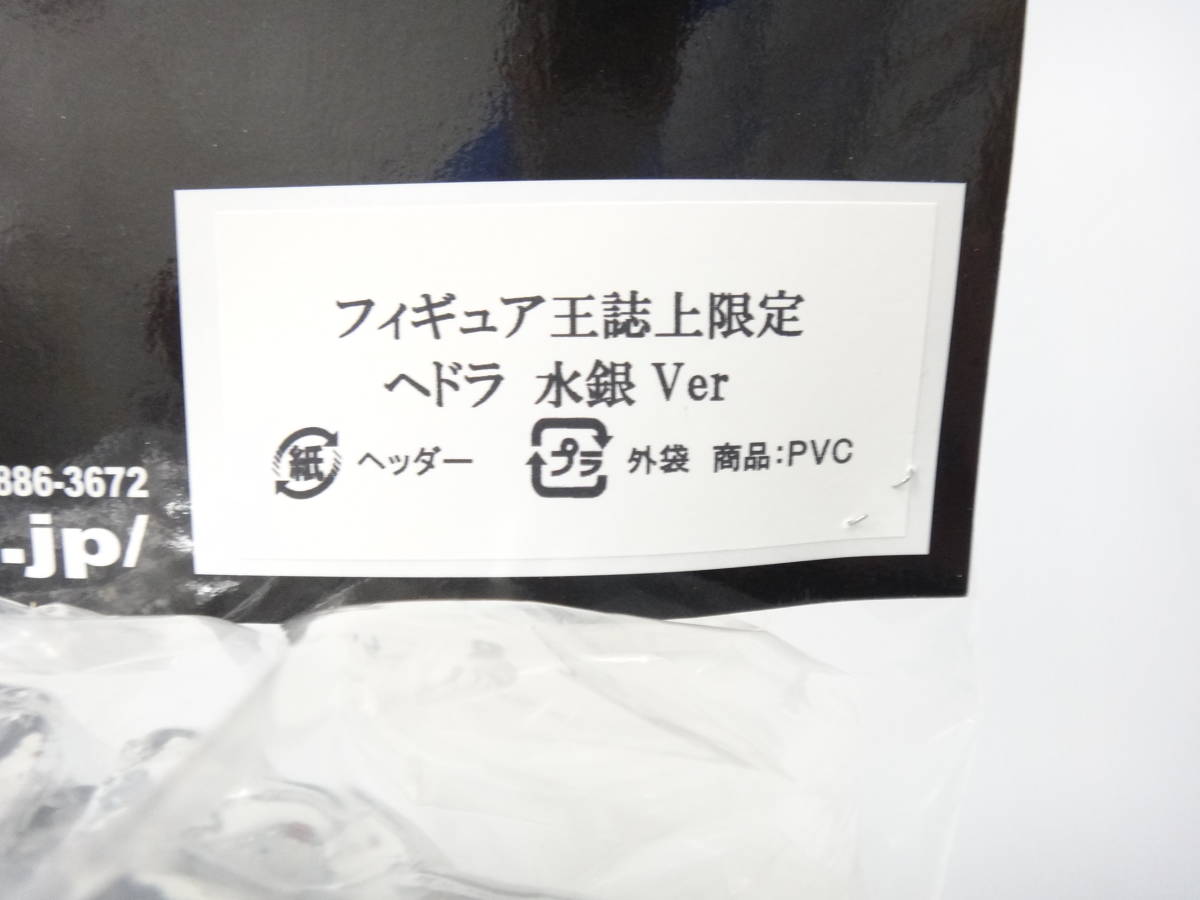 フィギュア王誌上限定
ヘドラ 水銀 Ver
紙 ヘッダー プラ 外袋 商品:PVC
886-3672
.jp/